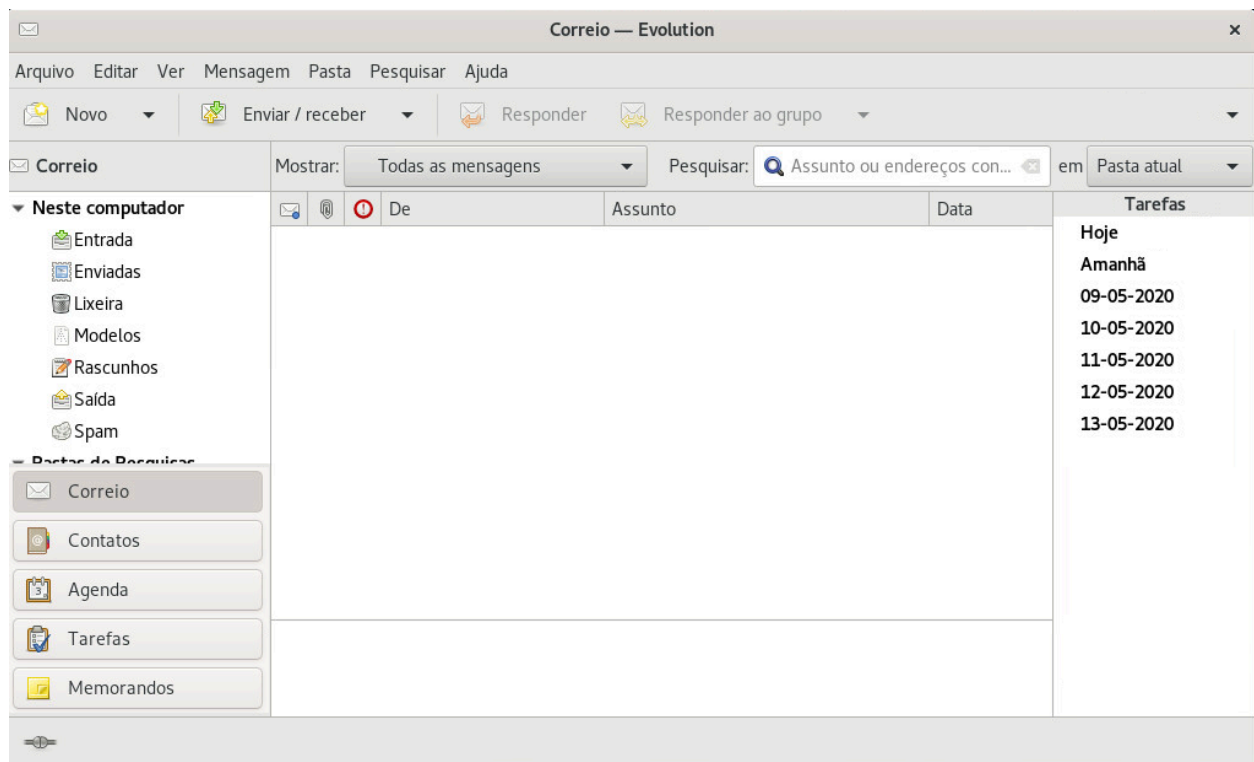 Correio — Evolution
Arquivo Editar Ver Mensagem Pasta Pesquisar Ajuda
Novo Enviar / receber Responder Responder ao grupo
Correio Mostrar: Todas as mensagens Pesquisar: Assunto ou endereços con... em Pasta atual
Neste computador
Entrada
Enviadas
Lixeira
Modelos
Rascunhos
Saída
Spam
Pastas de Pesquisas
Correio
Contatos
Agenda
Tarefas
Memorandos
De Assunto Data
Tarefas
Hoje
Amanhã
09-05-2020
10-05-2020
11-05-2020
12-05-2020
13-05-2020